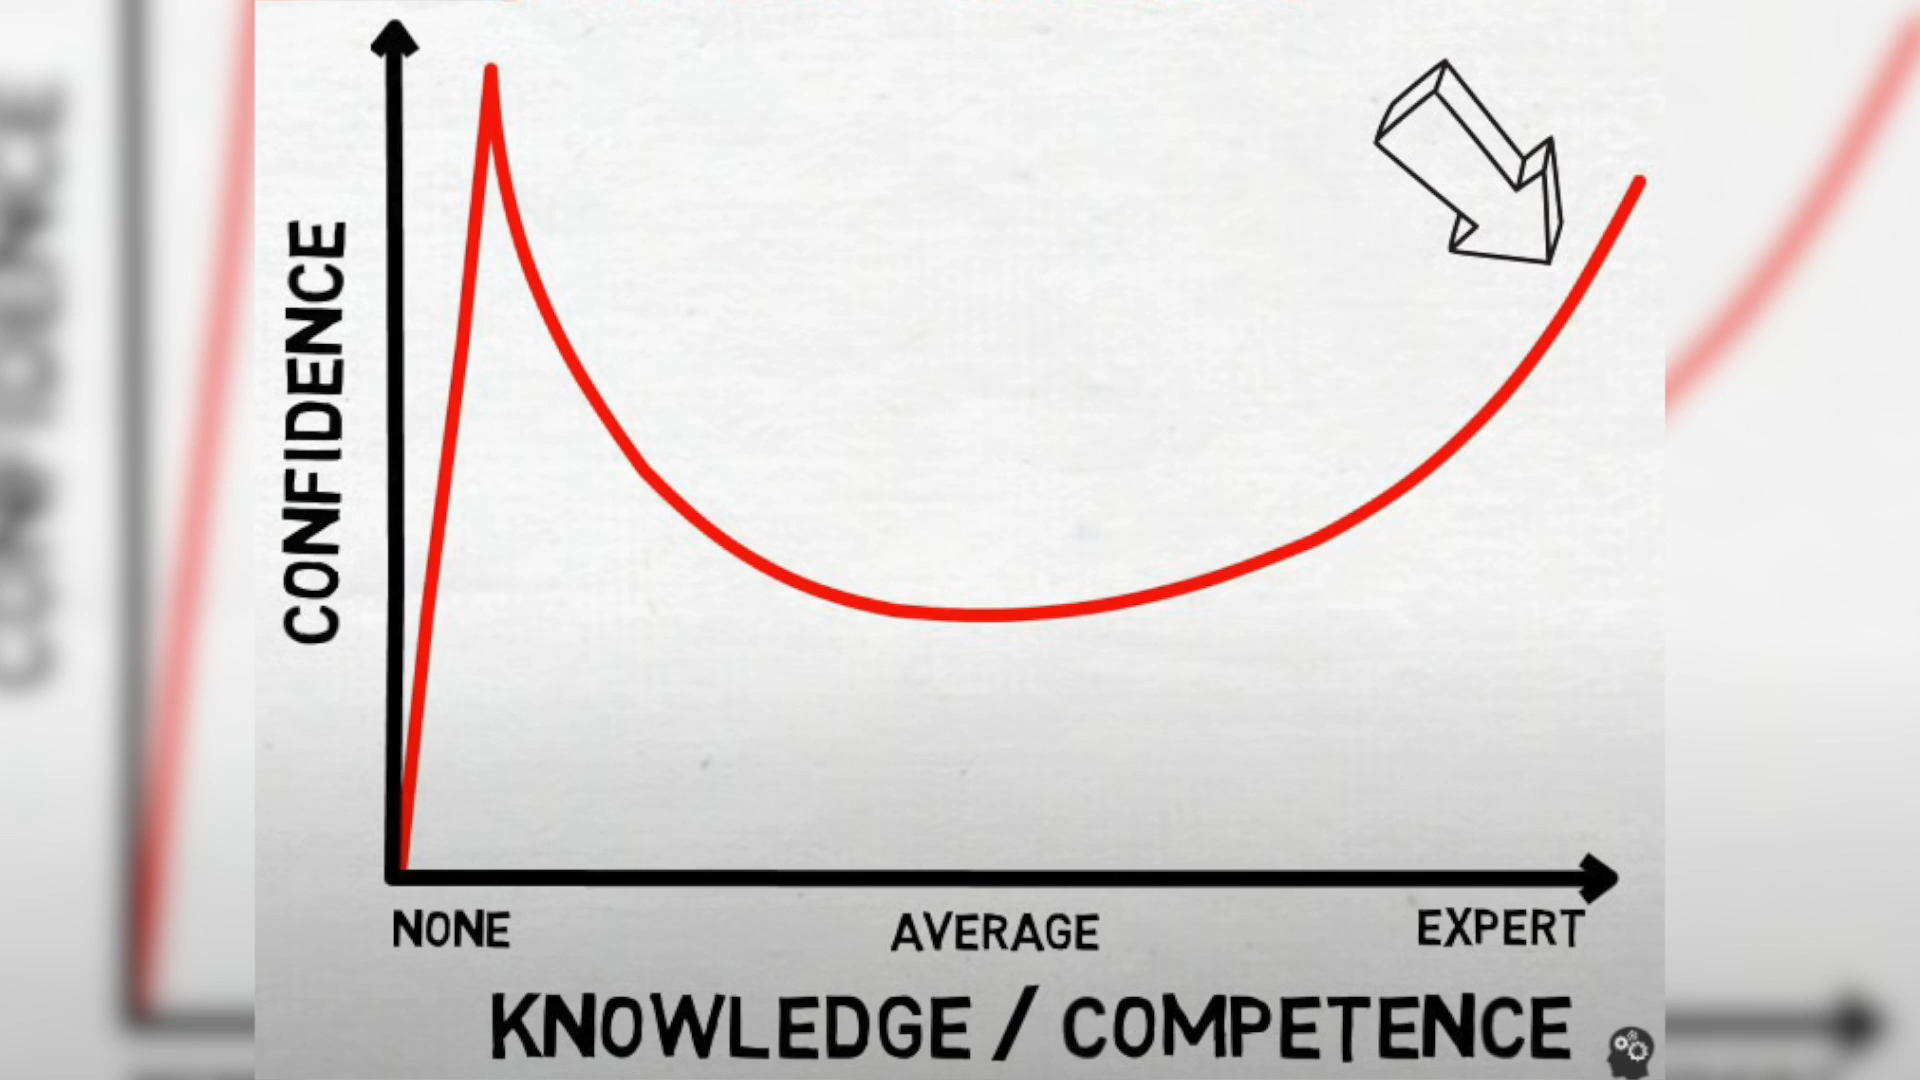 CONFIDENCE
NONE
AVERAGE
EXPERT
KNOWLEDGE / COMPETENCE